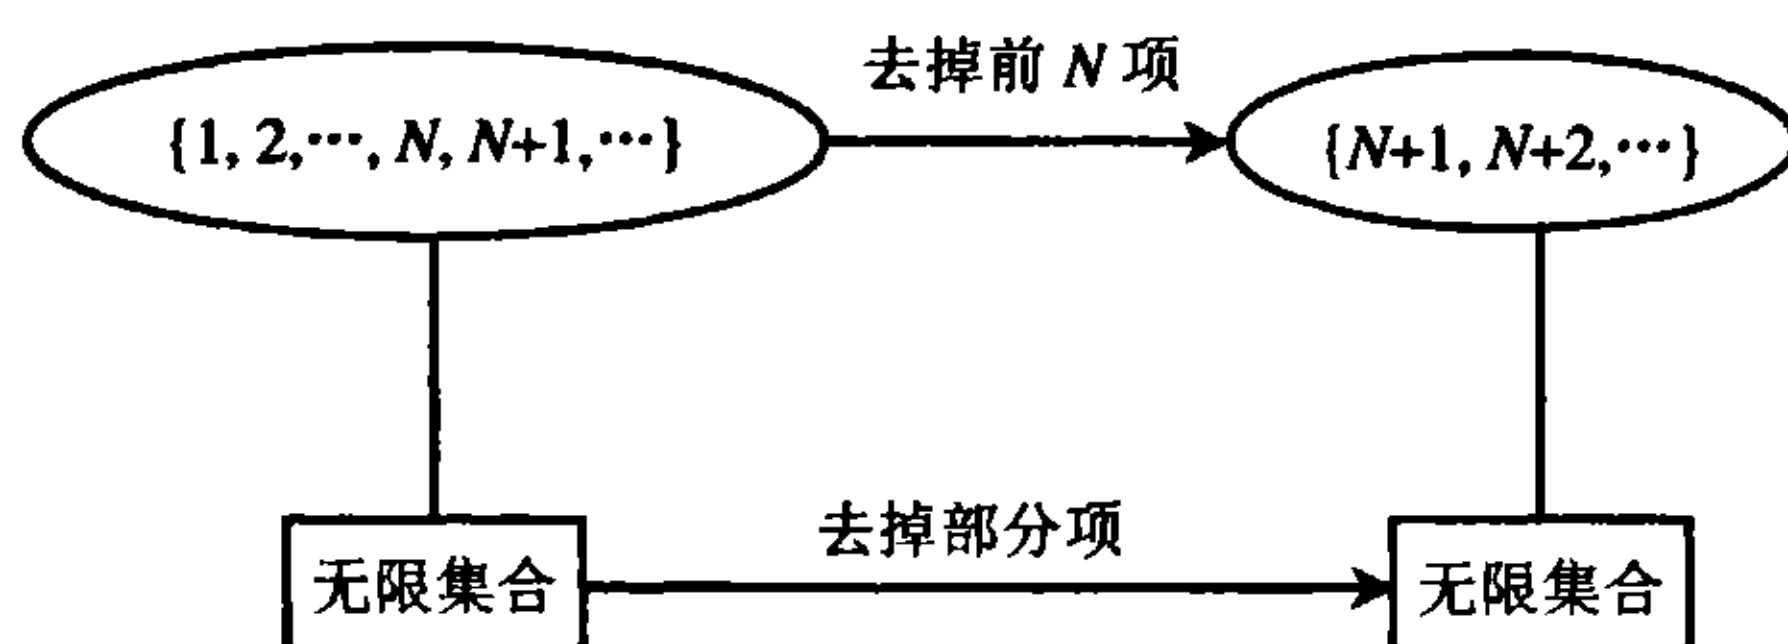 去掉前 N 项
{1, 2,⋯, N, N+1,⋯}
{N+1, N+2,⋯}
去掉部分项
无限集合
无限集合